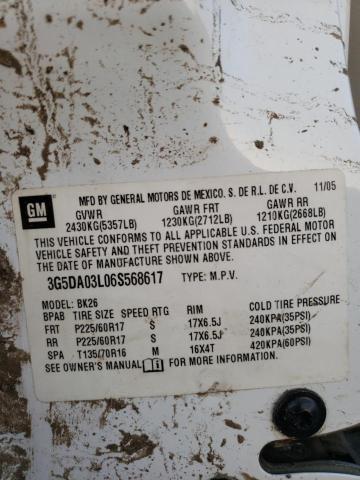 GM
MFD BY GENERAL MOTORS DE MEXICO. S. DE R.L. DE C.V. 11/05
GVWR GAWR FRT GAWR RR
2430KG(5357LB) 1230KG(2712LB) 1210KG(2668LB)
THIS VEHICLE CONFORMS TO ALL APPLICABLE U.S. FEDERAL MOTOR
VEHICLE SAFETY AND THEFT PREVENTION STANDARDS IN EFFECT ON
THE DATE OF MANUFACTURE SHOWN ABOVE.
3G5DA03L06S568617 TYPE: M.P.V.
MODEL: BK26
BPAB TIRE SIZE SPEED RTG RIM COLD TIRE PRESSURE
FRT P225/60R17 S 17X6.5J 240KPA(35PSI)
RR P225/60R17 S 17X6.5J 240KPA(35PSI)
SPA T135/70R16 M 16X4T 420KPA(60PSI)
SEE OWNER'S MANUAL FOR MORE INFORMATION.